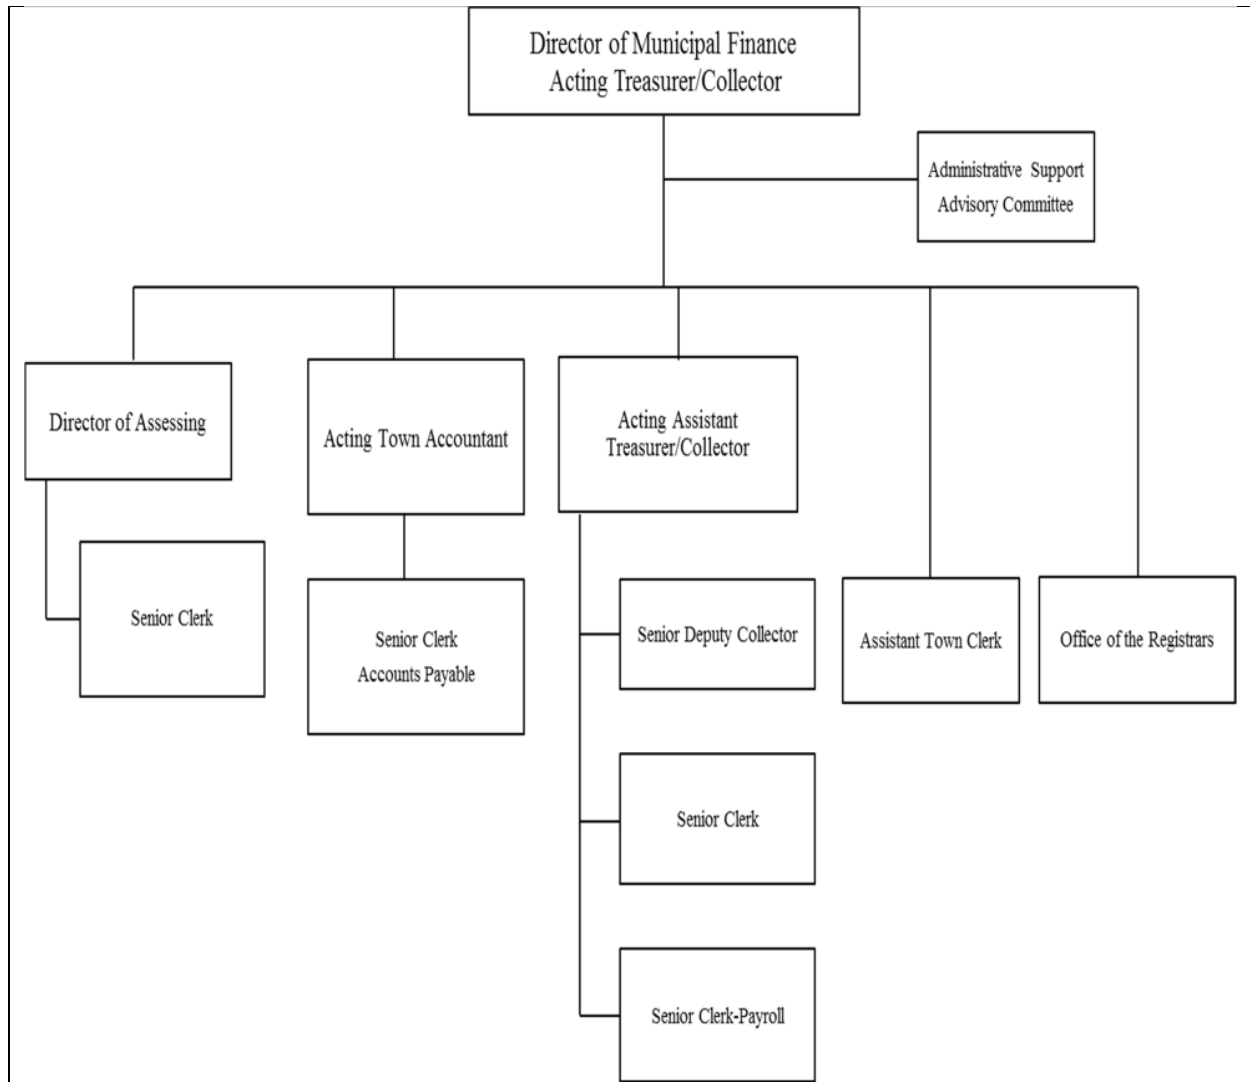 Director of Municipal Finance
Acting Treasurer/Collector
Administrative Support
Advisory Committee
Director of Assessing
Acting Town Accountant
Acting Assistant
Treasurer/Collector
Senior Clerk
Senior Clerk
Accounts Payable
Senior Deputy Collector
Assistant Town Clerk
Office of the Registrars
Senior Clerk
Senior Clerk-Payroll